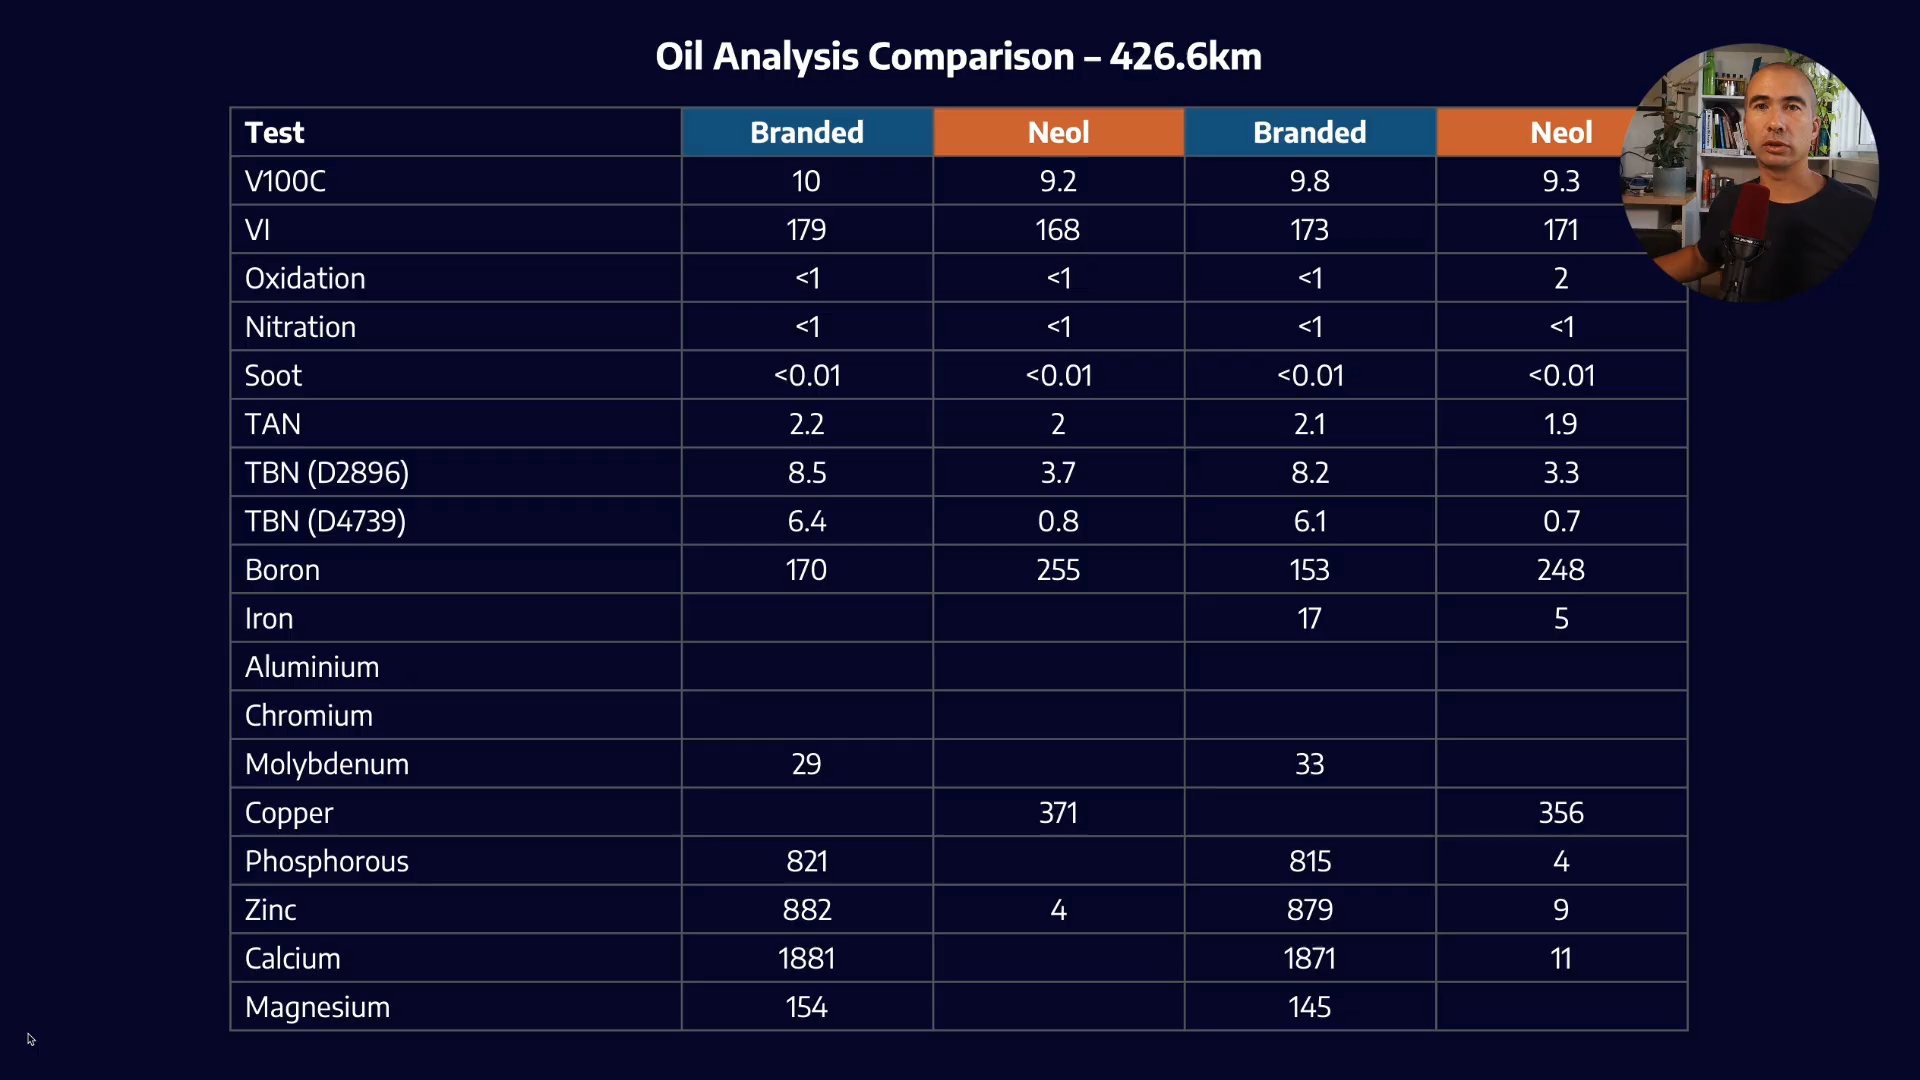 Oil Analysis Comparison – 426.6km
Test Branded Neol Branded Neol
V100C 10 9.2 9.8 9.3
VI 179 168 173 171
Oxidation <1 <1 <1 2
Nitration <1 <1 <1 <1
Soot <0.01 <0.01 <0.01 <0.01
TAN 2.2 2 2.1 1.9
TBN (D2896) 8.5 3.7 8.2 3.3
TBN (D4739) 6.4 0.8 6.1 0.7
Boron 170 255 153 248
Iron 17 5
Aluminium
Chromium
Molybdenum 29 33
Copper 371 356
Phosphorous 821 815 4
Zinc 882 4 879 9
Calcium 1881 1871 11
Magnesium 154 145